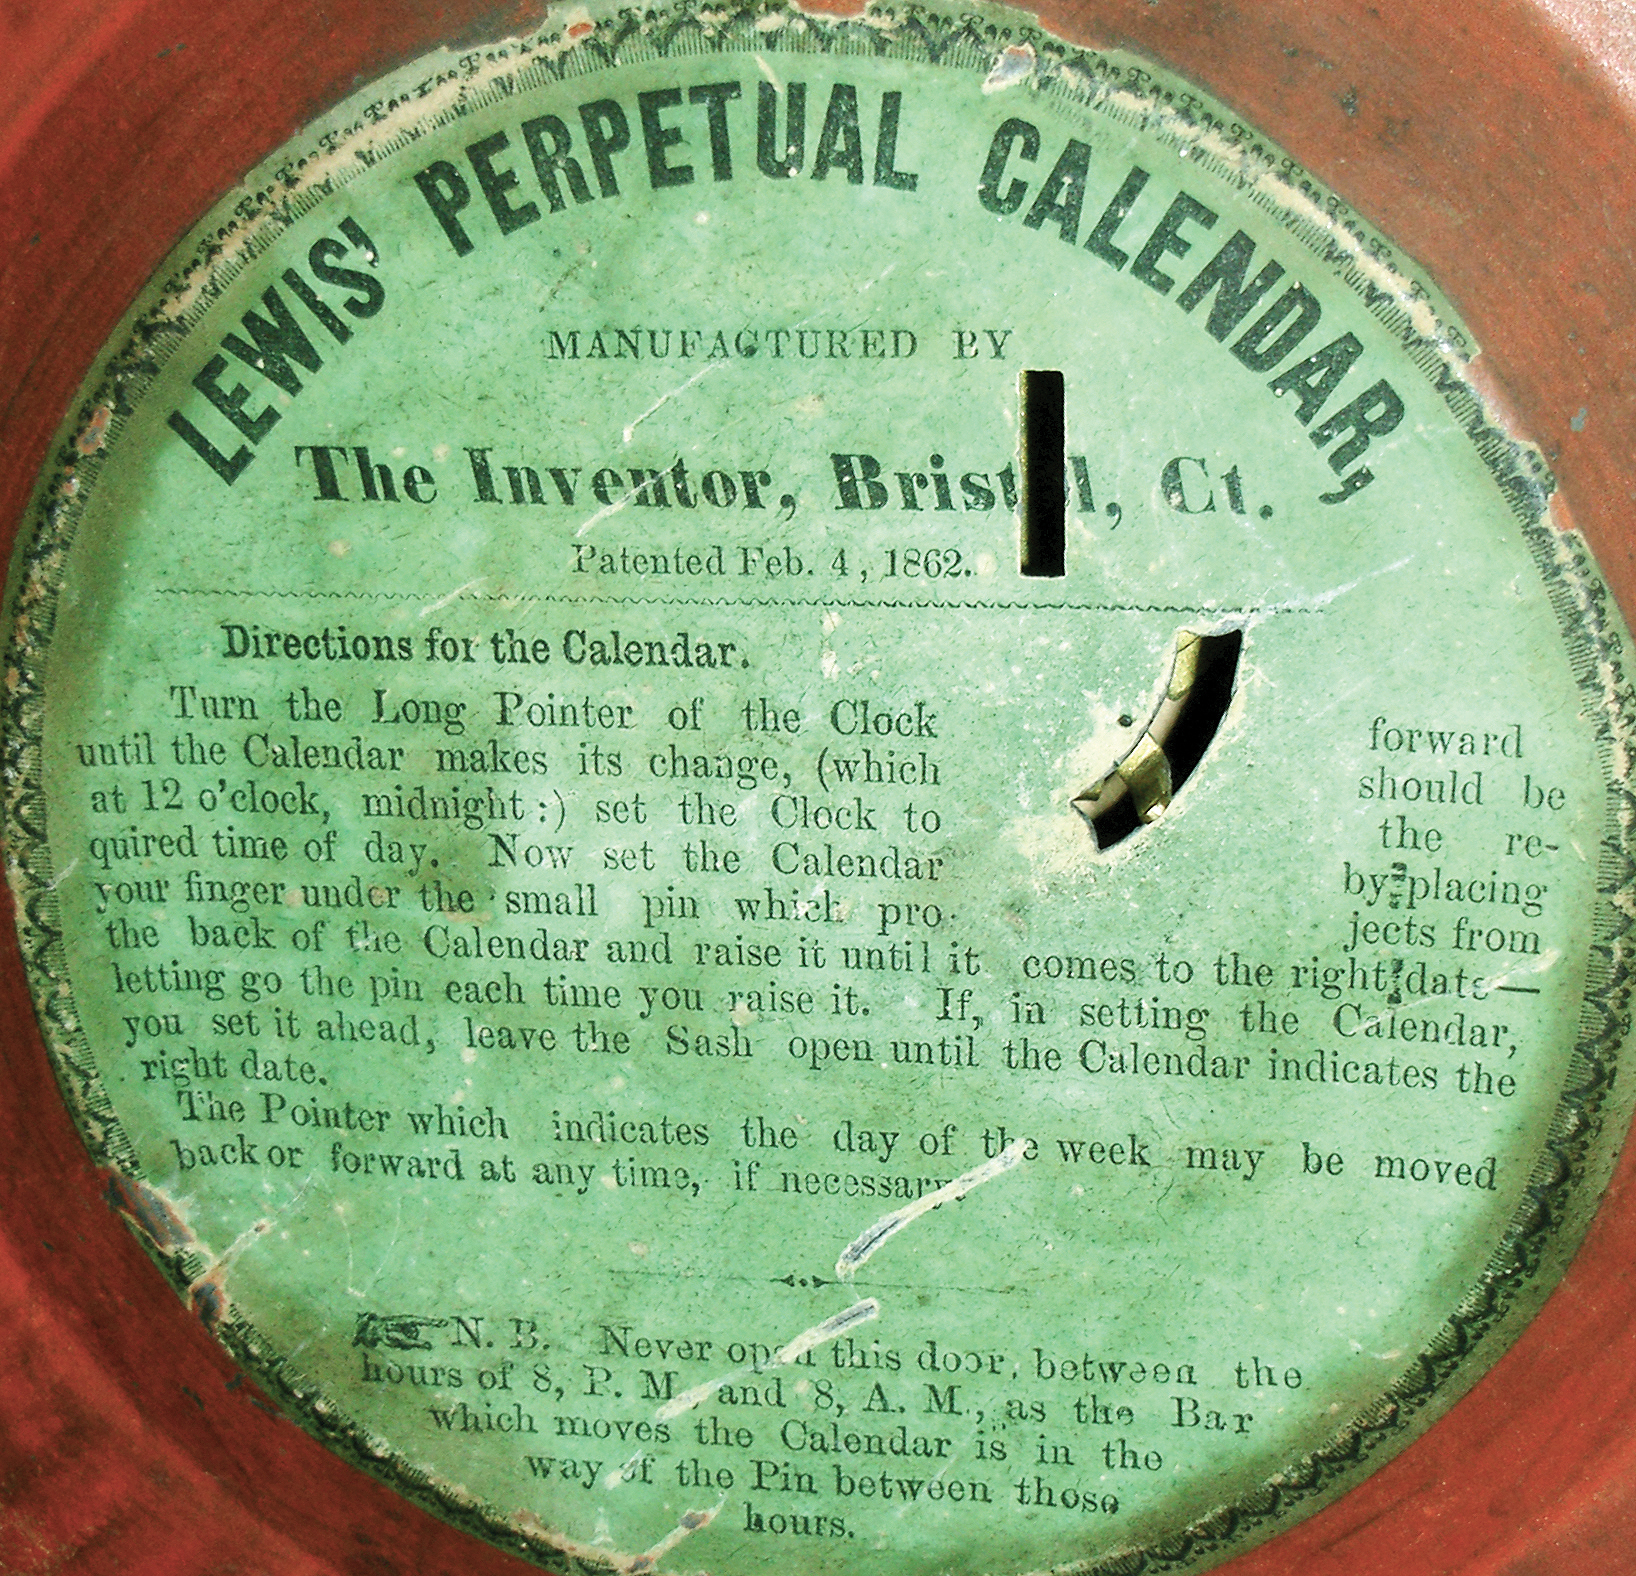 LEWIS' PERPETUAL CALENDAR,
MANUFACTURED BY
The Inventor, Bristol, Ct.
Patented Feb. 4, 1862.
Directions for the Calendar.
Turn the Long Pointer of the Clock forward
until the Calendar makes its change, (which should be
at 12 o'clock, midnight:) set the Clock to the re-
quired time of day. Now set the Calendar by placing
your finger under the small pin which pro- jects from
the back of the Calendar and raise it until it comes to the right date—
letting go the pin each time you raise it. If, in setting the Calendar,
you set it ahead, leave the Sash open until the Calendar indicates the
right date.
The Pointer which indicates the day of the week may be moved
back or forward at any time, if necessary.
☞ N. B. Never open this door, between the
hours of 8, P. M. and 8, A. M., as the Bar
which moves the Calendar is in the
way of the Pin between those
hours.